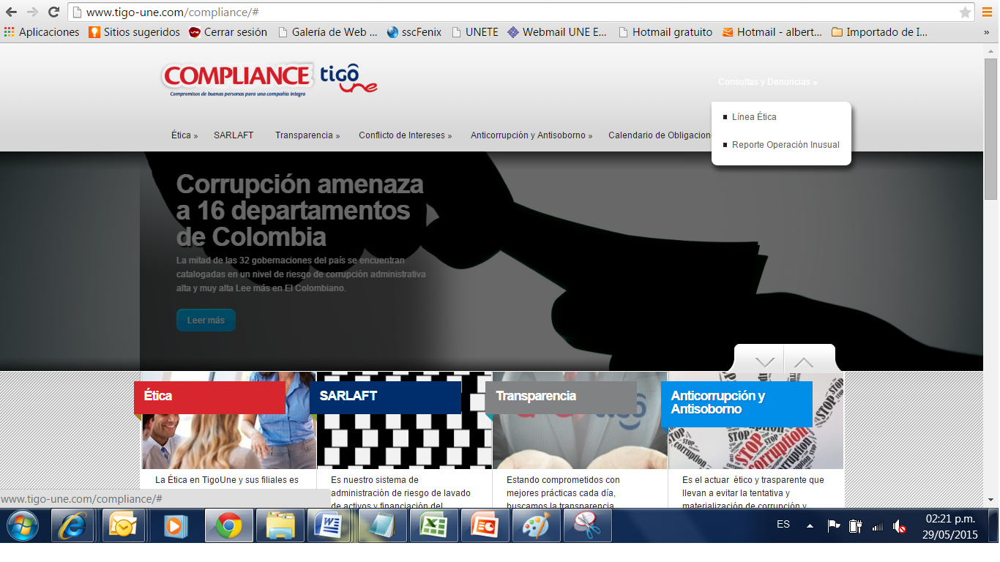 www.tigo-une.com/compliance/#
Aplicaciones
Sitios sugeridos
Cerrar sesión
Galería de Web ...
sscFenix
UNETE
Webmail UNE E...
Hotmail gratuito
Hotmail - albert...
Importado de I...
»
COMPLIANCE tigo une
Compromisos de buenas personas para una compañía íntegra
Consultas y Denuncias »
Línea Ética
Reporte Operación Inusual
Ética »
SARLAFT
Transparencia »
Conflicto de Intereses »
Anticorrupción y Antisoborno »
Calendario de Obligacion
Corrupción amenaza
a 16 departamentos
de Colombia
La mitad de las 32 gobernaciones del país se encuentran
catalogadas en un nivel de riesgo de corrupción administrativa
alta y muy alta Lee más en El Colombiano.
Leer más
Ética
La Ética en TigoUne y sus filiales es
SARLAFT
Es nuestro sistema de
administración de riesgo de lavado
de activos y financiación del
Transparencia
tigo
Estando comprometidos con
mejores prácticas cada día,
buscamos la transparencia
Anticorrupción y
Antisoborno
STOP
corruption
Es el actuar ético y trasparente que
llevan a evitar la tentativa y
materialización de corrupción y
www.tigo-une.com/compliance/#
ES
02:21 p.m.
29/05/2015